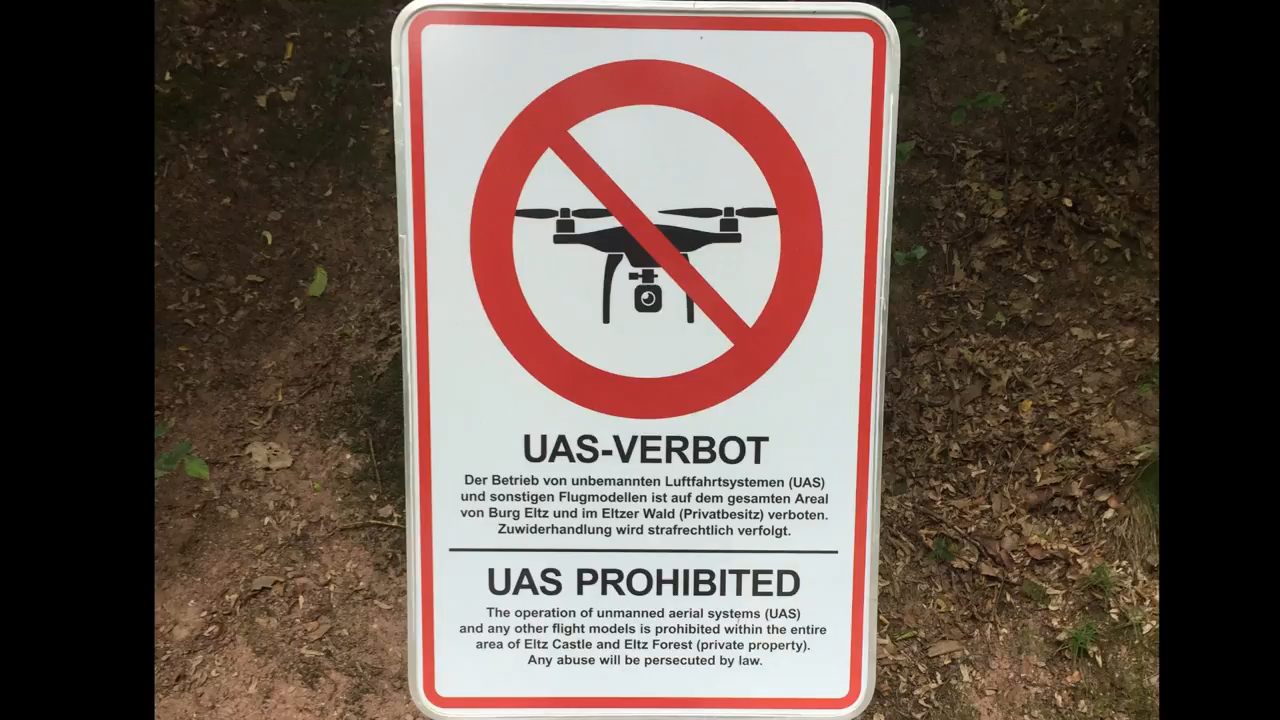 UAS-VERBOT
Der Betrieb von unbemannten Luftfahrtsystemen (UAS)
und sonstigen Flugmodellen ist auf dem gesamten Areal
von Burg Eltz und im Eltzer Wald (Privatbesitz) verboten.
Zuwiderhandlung wird strafrechtlich verfolgt.
UAS PROHIBITED
The operation of unmanned aerial systems (UAS)
and any other flight models is prohibited within the entire
area of Eltz Castle and Eltz Forest (private property).
Any abuse will be persecuted by law.